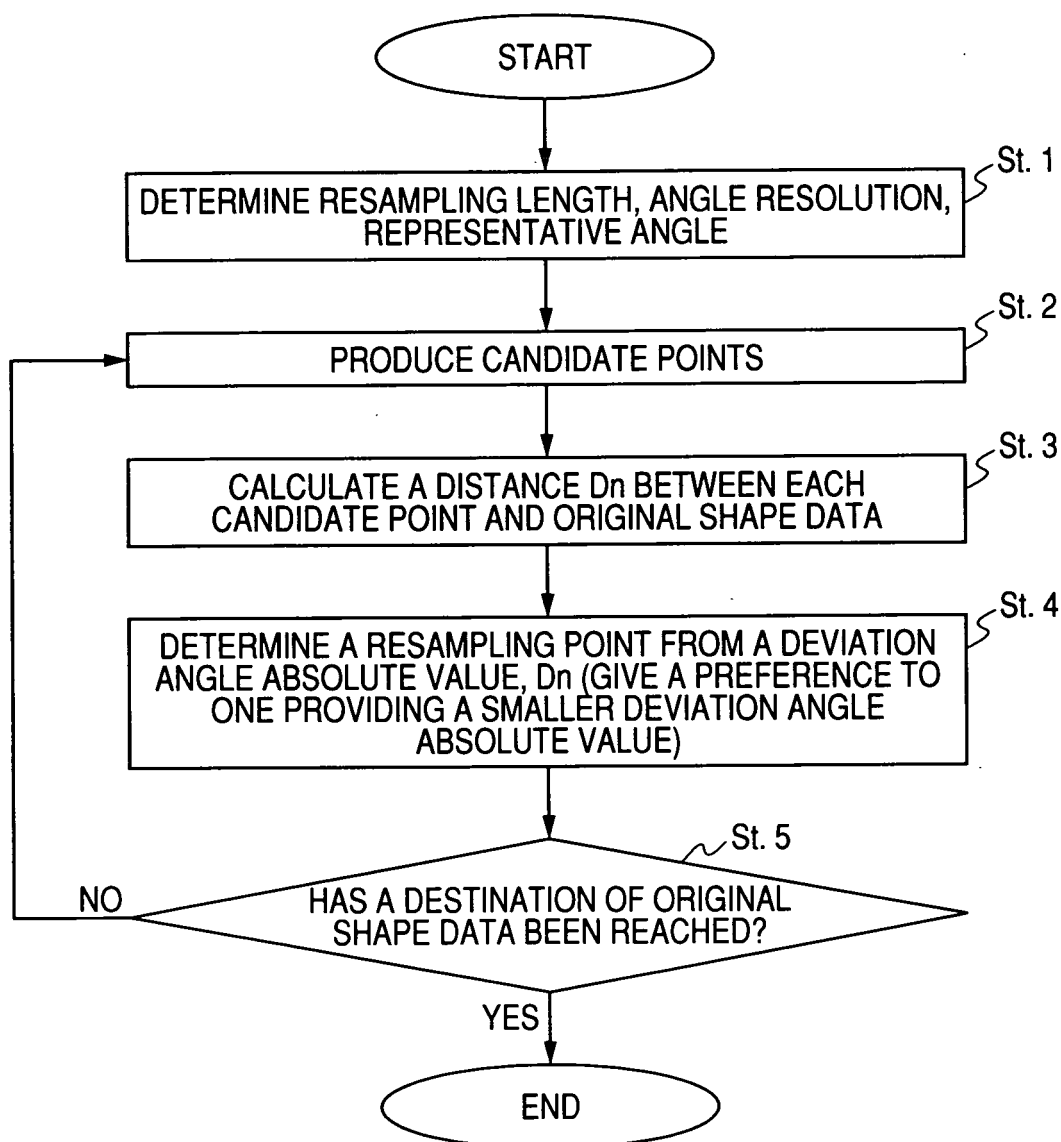 START
St. 1
DETERMINE RESAMPLING LENGTH, ANGLE RESOLUTION,
REPRESENTATIVE ANGLE
St. 2
PRODUCE CANDIDATE POINTS
St. 3
CALCULATE A DISTANCE Dn BETWEEN EACH
CANDIDATE POINT AND ORIGINAL SHAPE DATA
St. 4
DETERMINE A RESAMPLING POINT FROM A DEVIATION
ANGLE ABSOLUTE VALUE, Dn (GIVE A PREFERENCE TO
ONE PROVIDING A SMALLER DEVIATION ANGLE
ABSOLUTE VALUE)
St. 5
NO
HAS A DESTINATION OF ORIGINAL
SHAPE DATA BEEN REACHED?
YES
END